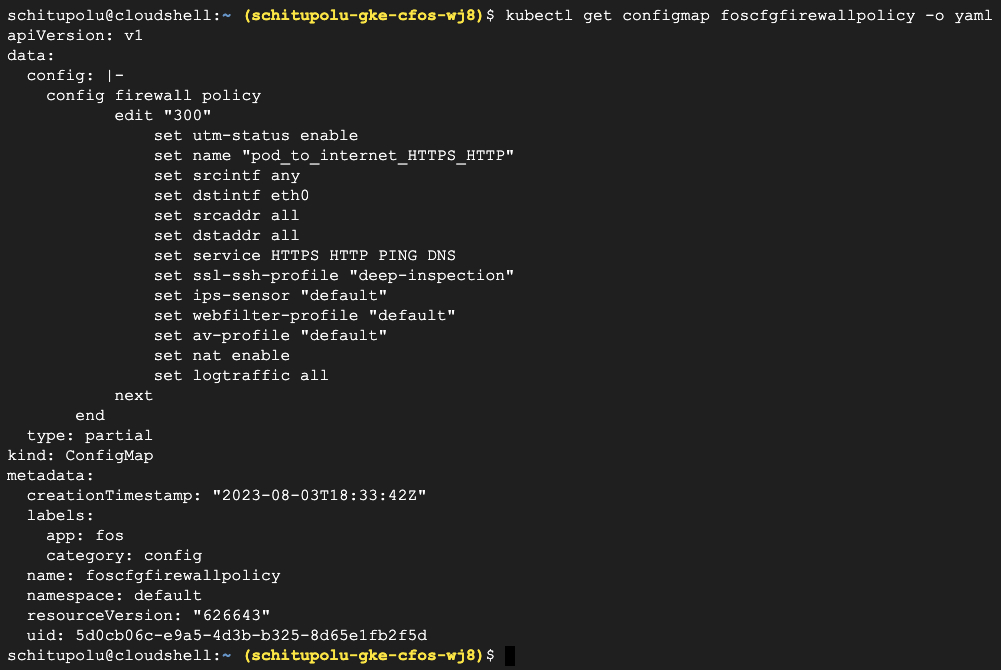 schitupolu@cloudshell:~ (schitupolu-gke-cfos-wj8)$ kubectl get configmap foscfgfirewallpolicy -o yaml
apiVersion: v1
data:
  config: |-
    config firewall policy
           edit "300"
               set utm-status enable
               set name "pod_to_internet_HTTPS_HTTP"
               set srcintf any
               set dstintf eth0
               set srcaddr all
               set dstaddr all
               set service HTTPS HTTP PING DNS
               set ssl-ssh-profile "deep-inspection"
               set ips-sensor "default"
               set webfilter-profile "default"
               set av-profile "default"
               set nat enable
               set logtraffic all
           next
       end
  type: partial
kind: ConfigMap
metadata:
  creationTimestamp: "2023-08-03T18:33:42Z"
  labels:
    app: fos
    category: config
  name: foscfgfirewallpolicy
  namespace: default
  resourceVersion: "626643"
  uid: 5d0cb06c-e9a5-4d3b-b325-8d65e1fb2f5d
schitupolu@cloudshell:~ (schitupolu-gke-cfos-wj8)$